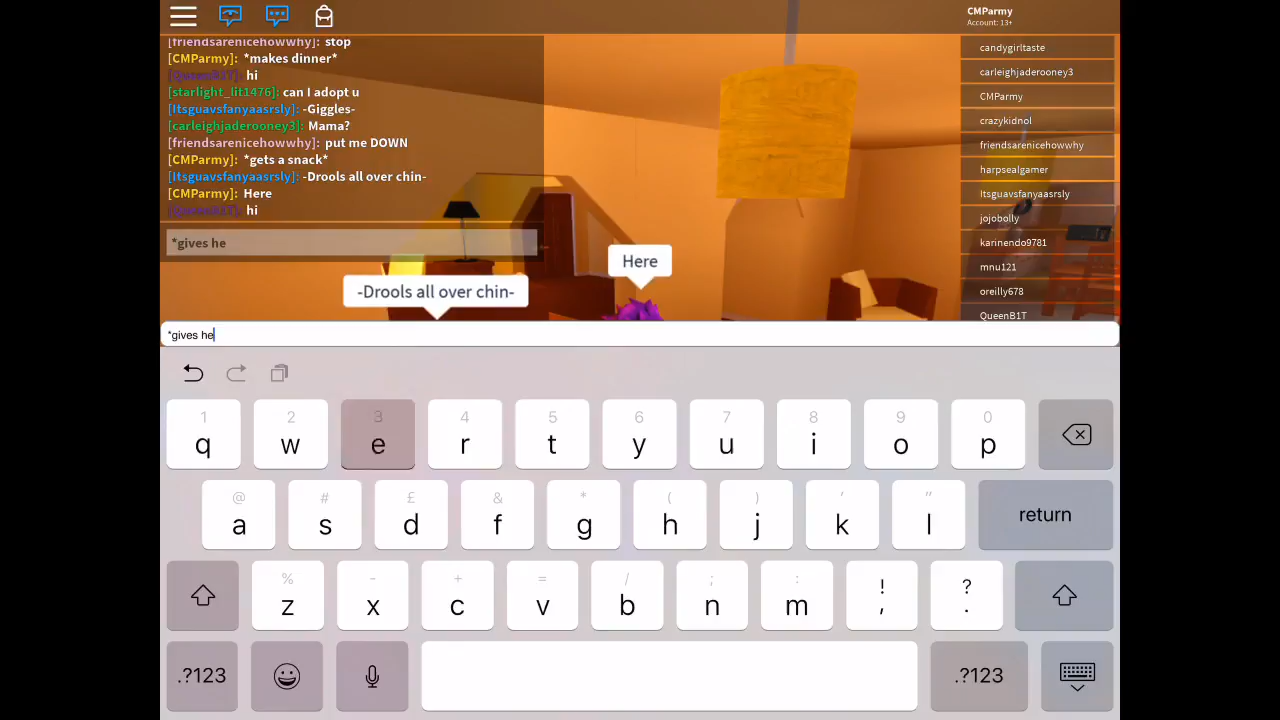 CMParmy
Account: 13+
[friendsarenicehowwhy]: stop
[CMParmy]: *makes dinner*
[QueenB1T]: hi
[starlight_lit1476]: can I adopt u
[Itsguavsfanyaasrsly]: -Giggles-
[carleighjaderooney3]: Mama?
[friendsarenicehowwhy]: put me DOWN
[CMParmy]: *gets a snack*
[Itsguavsfanyaasrsly]: -Drools all over chin-
[CMParmy]: Here
[QueenB1T]: hi
*gives he
candygirltaste
carleighjaderooney3
CMParmy
crazykidnol
friendsarenicehowwhy
harpsealgamer
Itsguavsfanyaasrsly
jojobolly
karinendo9781
mnu121
oreilly678
QueenB1T
Here
-Drools all over chin-
*gives he
1 2 3 4 5 6 7 8 9 0
q w e r t y u i o p
@ # £ & * ( ) ' "
a s d f g h j k l return
% - + = / ; : ! ?
z x c v b n m , .
.?123 .?123